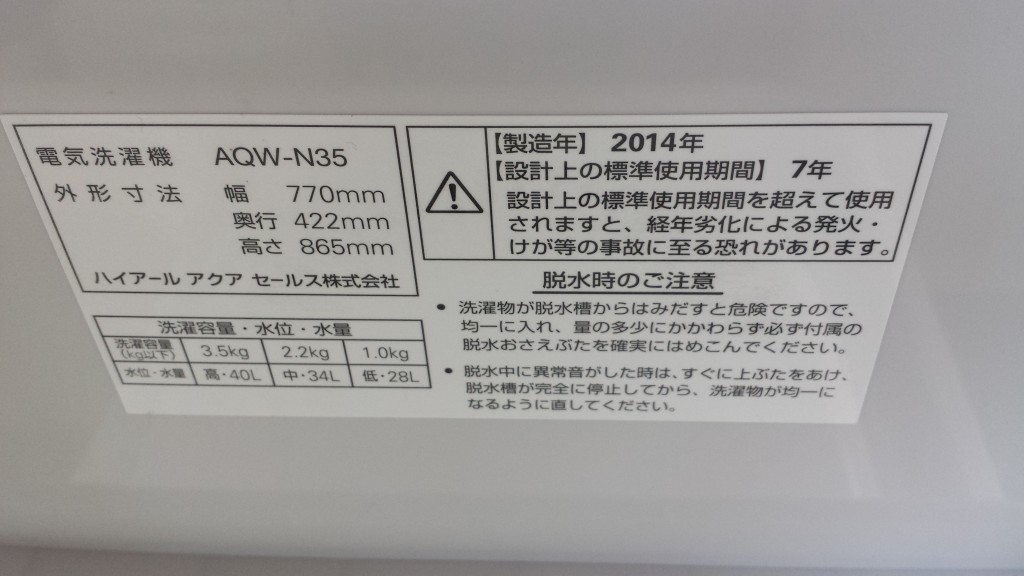 電気洗濯機 AQW-N35
外形寸法 幅 770mm
奥行 422mm
高さ 865mm
ハイアール アクア セールス株式会社
【製造年】 2014年
【設計上の標準使用期間】 7年
設計上の標準使用期間を超えて使用
されますと、経年劣化による発火・
けが等の事故に至る恐れがあります。
洗濯容量・水位・水量
洗濯容量 (kg以下) 3.5kg 2.2kg 1.0kg
水位・水量 高・40L 中・34L 低・28L
脱水時のご注意
• 洗濯物が脱水槽からはみだすと危険ですので、
均一に入れ、量の多少にかかわらず必ず付属の
脱水おさえぶたを確実にはめこんでください。
• 脱水中に異常音がした時は、すぐに上ぶたをあけ、
脱水槽が完全に停止してから、洗濯物が均一に
なるように直してください。